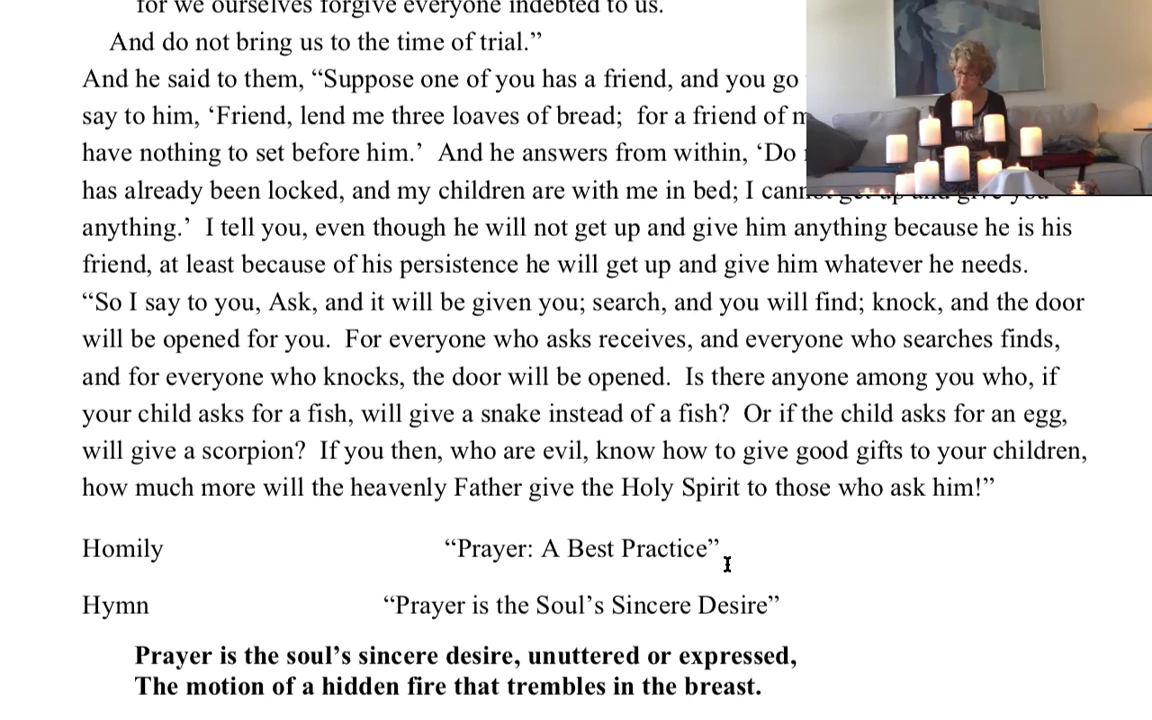 for we ourselves forgive everyone indebted to us.
And do not bring us to the time of trial.”
And he said to them, “Suppose one of you has a friend, and you go
say to him, ‘Friend, lend me three loaves of bread;  for a friend of
have nothing to set before him.’  And he answers from within, ‘Do
has already been locked, and my children are with me in bed; I cannot get up and give you
anything.’  I tell you, even though he will not get up and give him anything because he is his
friend, at least because of his persistence he will get up and give him whatever he needs.
“So I say to you, Ask, and it will be given you; search, and you will find; knock, and the door
will be opened for you.  For everyone who asks receives, and everyone who searches finds,
and for everyone who knocks, the door will be opened.  Is there anyone among you who, if
your child asks for a fish, will give a snake instead of a fish?  Or if the child asks for an egg,
will give a scorpion?  If you then, who are evil, know how to give good gifts to your children,
how much more will the heavenly Father give the Holy Spirit to those who ask him!”
Homily “Prayer: A Best Practice”
Hymn “Prayer is the Soul’s Sincere Desire”
Prayer is the soul’s sincere desire, unuttered or expressed,
The motion of a hidden fire that trembles in the breast.